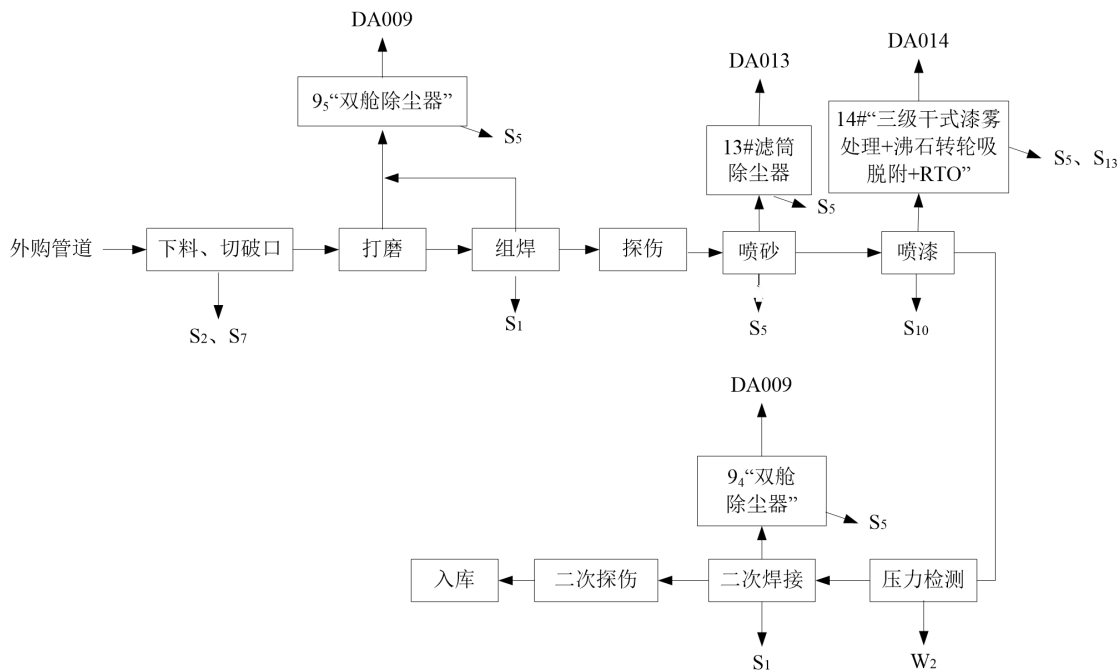 DA009
DA013
DA014
9₅“双舱除尘器”
S₅
13#滤筒
除尘器
S₅
14#“三级干式漆雾
处理+沸石转轮吸
脱附+RTO”
S₅、S₁₃
外购管道
下料、切破口
打磨
组焊
探伤
喷砂
喷漆
S₂、S₇
S₁
S₅
S₁₀
DA009
9₄“双舱
除尘器”
S₅
入库
二次探伤
二次焊接
压力检测
S₁
W₂